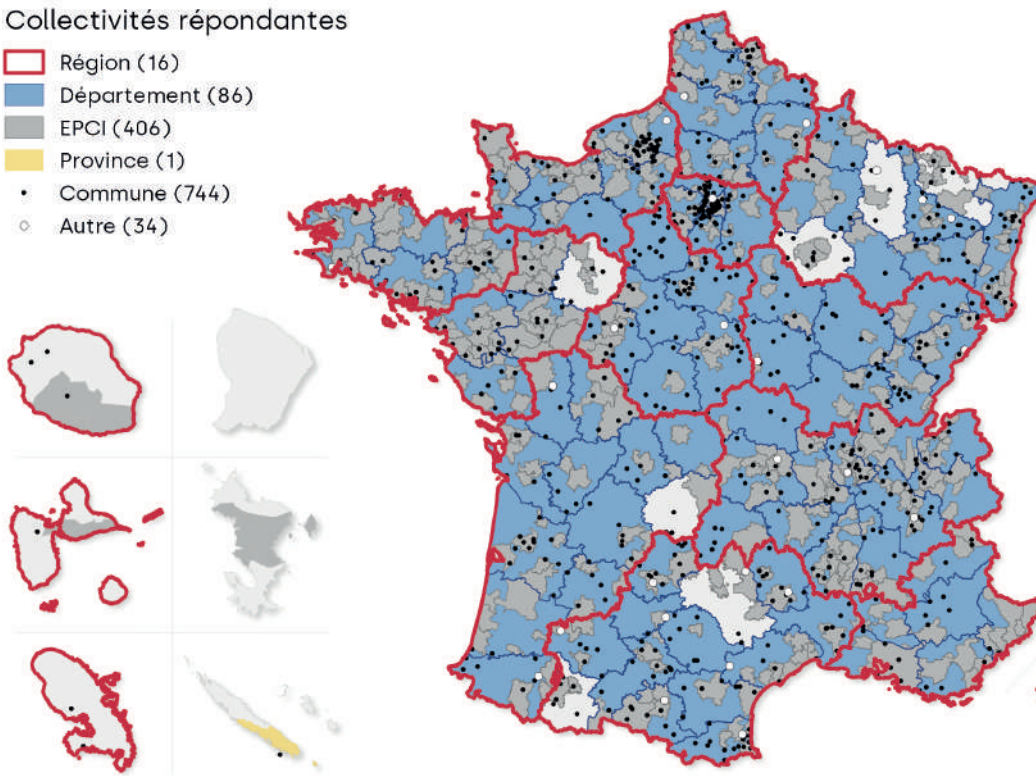 Collectivités répondantes
Région (16)
Département (86)
EPCI (406)
Province (1)
Commune (744)
Autre (34)